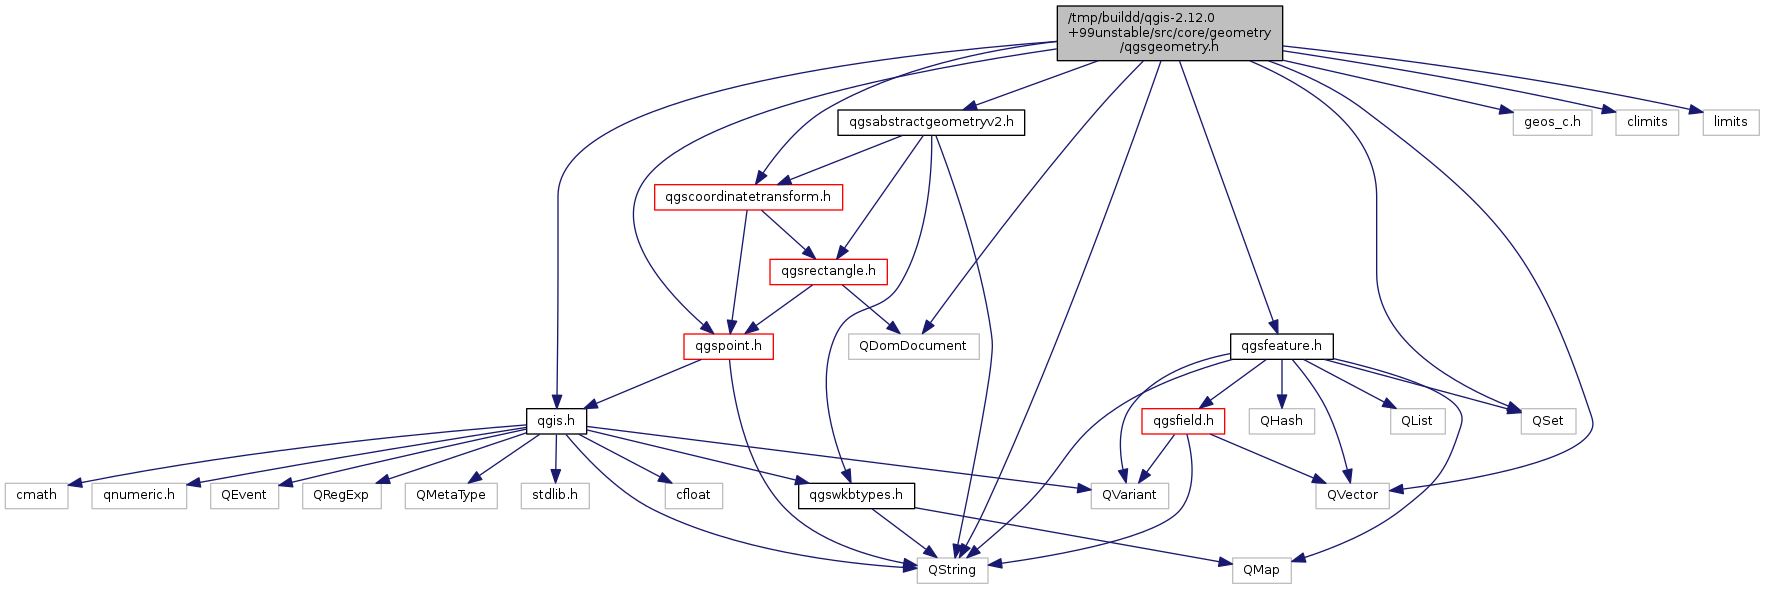 /tmp/buildd/qgis-2.12.0
+99unstable/src/core/geometry
/qgsgeometry.h
qgsabstractgeometryv2.h
geos_c.h
climits
limits
qgscoordinatetransform.h
qgsrectangle.h
qgspoint.h
QDomDocument
qgsfeature.h
qgis.h
qgsfield.h
QHash
QList
QSet
cmath
qnumeric.h
QEvent
QRegExp
QMetaType
stdlib.h
cfloat
qgswkbtypes.h
QVariant
QVector
QString
QMap